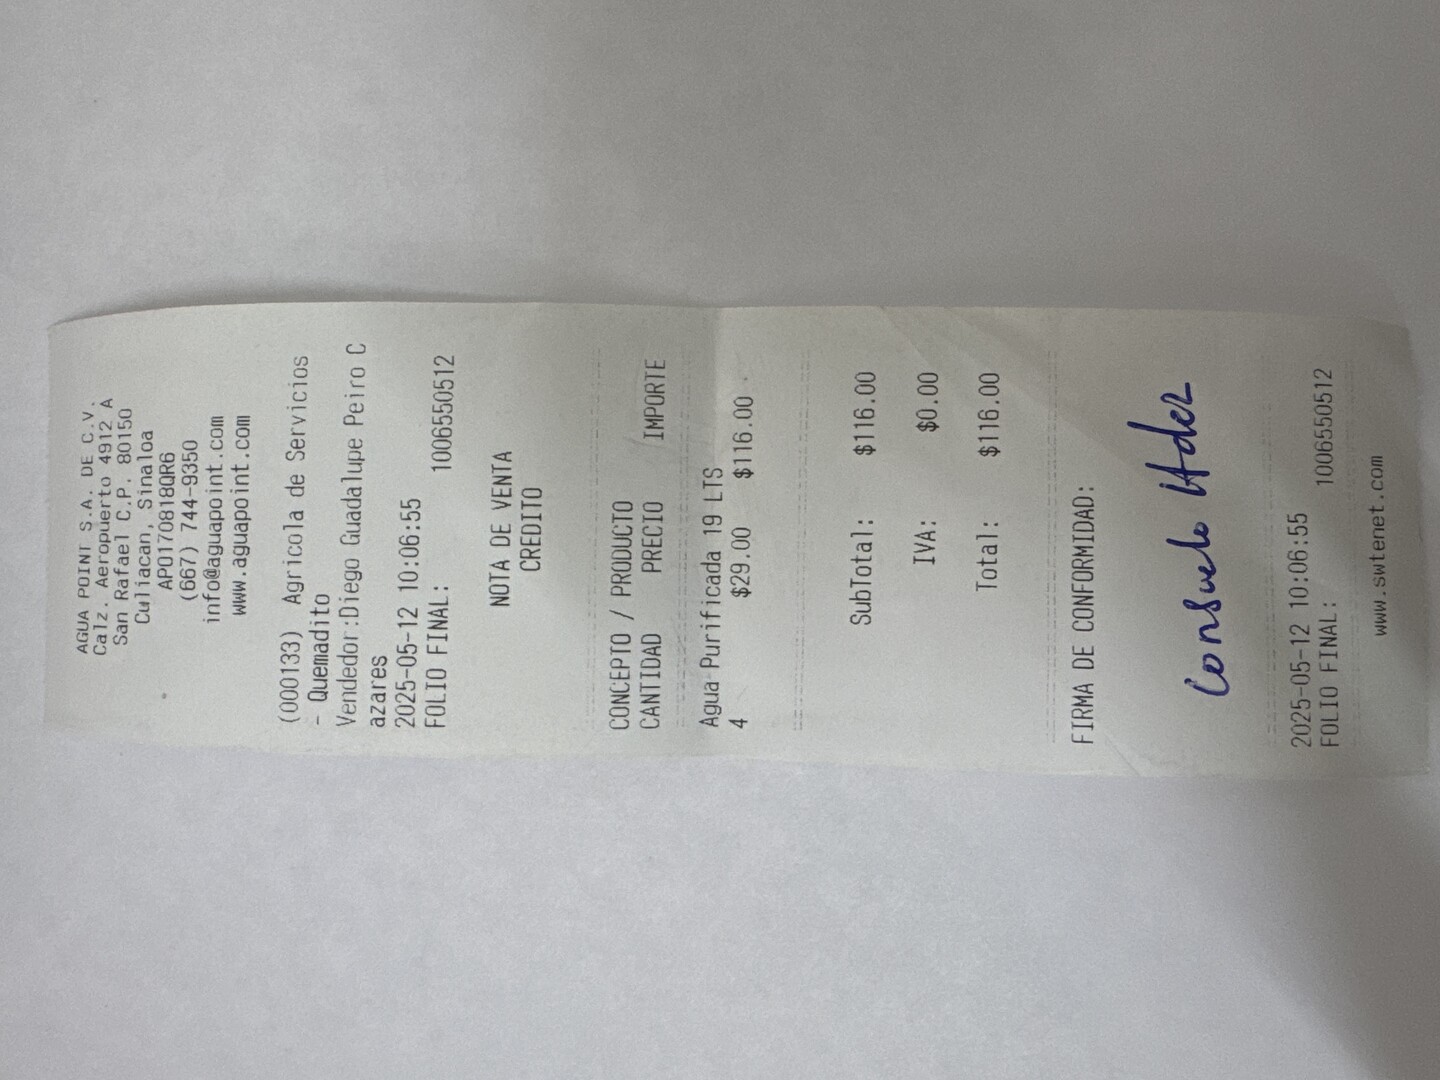 AGUA POINT S.A. DE C.V.
Calz. Aeropuerto 4912 A
San Rafael C.P. 80150
Culiacan, Sinaloa
APO170818QR6
(667) 744-9350
info@aguapoint.com
www.aguapoint.com
(000133) Agricola de Servicios
- Quemadito
Vendedor:Diego Guadalupe Peiro C
azares
2025-05-12 10:06:55
FOLIO FINAL: 1006550512
NOTA DE VENTA
CREDITO
CONCEPTO / PRODUCTO
CANTIDAD PRECIO IMPORTE
Agua Purificada 19 LTS
4 $29.00 $116.00
SubTotal: $116.00
IVA: $0.00
Total: $116.00
FIRMA DE CONFORMIDAD:
Consuelo Hdez
2025-05-12 10:06:55
FOLIO FINAL: 1006550512
www.swtenet.com